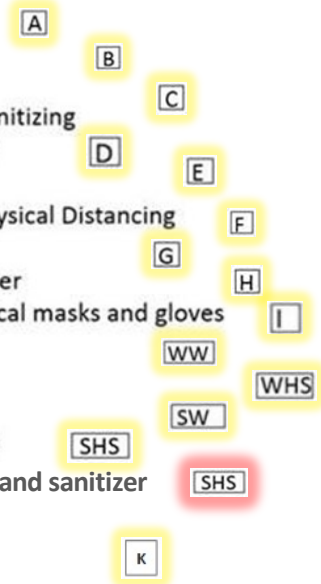 A
B
C
nitizing
D
E
ysical Distancing F
G
er H
cal masks and gloves I
WW
WHS
SW
SHS
and sanitizer SHS
K